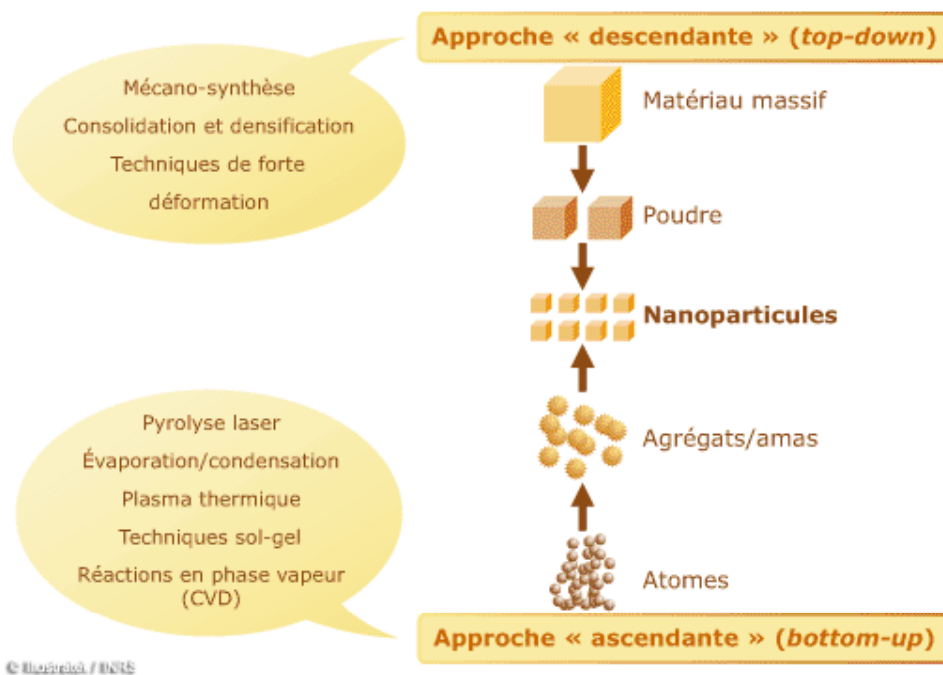 Approche « descendante » (top-down)
Mécano-synthèse
Consolidation et densification
Techniques de forte
déformation
Matériau massif
Poudre
Nanoparticules
Agrégats/amas
Atomes
Pyrolyse laser
Évaporation/condensation
Plasma thermique
Techniques sol-gel
Réactions en phase vapeur
(CVD)
Approche « ascendante » (bottom-up)
© / INRS